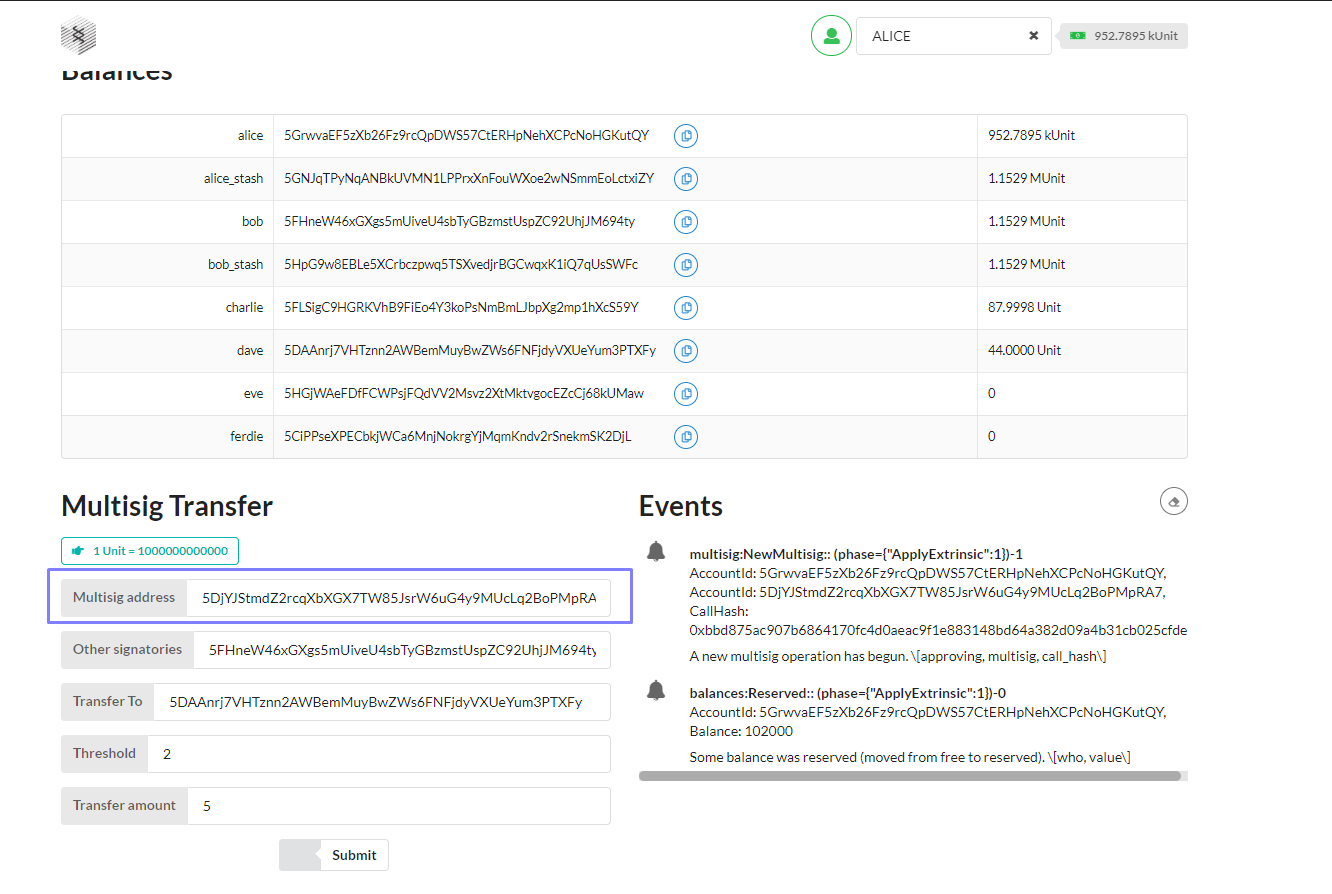 ALICE
952.7895 kUnit
Balances
alice 5GrwvaEF5zXb26Fz9rcQpDWS57CtERHpNehXCPcNoHGKutQY 952.7895 kUnit
alice_stash 5GNJqTPyNqANBkUVMN1LPPrxXnFouWXoe2wNSmmEoLctxiZY 1.1529 MUnit
bob 5FHneW46xGXgs5mUiveU4sbTyGBzmstUspZC92UhjJM694ty 1.1529 MUnit
bob_stash 5HpG9w8EBLe5XCrbczpwq5TSXvedjrBGCwqxK1iQ7qUsSWFc 1.1529 MUnit
charlie 5FLSigC9HGRKVhB9FiEo4Y3koPsNmBmLJbpXg2mp1hXcS59Y 87.9998 Unit
dave 5DAAnrj7VHTznn2AWBemMuyBwZWs6FNFjdyVXUeYum3PTXFy 44.0000 Unit
eve 5HGjWAeFDfFCWPsjFQdVV2Msvz2XtMktvgocEZcCj68kUMaw 0
ferdie 5CiPPseXPECbkjWCa6MnjNokrgYjMqmKndv2rSnekmSK2DjL 0
Multisig Transfer
1 Unit = 1000000000000
Multisig address 5DjYJStmdZ2rcqXbXGX7TW85JsrW6uG4y9MUcLq2BoPMpRA
Other signatories 5FHneW46xGXgs5mUiveU4sbTyGBzmstUspZC92UhjJM694ty
Transfer To 5DAAnrj7VHTznn2AWBemMuyBwZWs6FNFjdyVXUeYum3PTXFy
Threshold 2
Transfer amount 5
Submit
Events
multisig:NewMultisig:: (phase={"ApplyExtrinsic":1})-1
AccountId: 5GrwvaEF5zXb26Fz9rcQpDWS57CtERHpNehXCPcNoHGKutQY,
AccountId: 5DjYJStmdZ2rcqXbXGX7TW85JsrW6uG4y9MUcLq2BoPMpRA7,
CallHash:
0xbbd875ac907b6864170fc4d0aeac9f1e883148bd64a382d09a4b31cb025cfde
A new multisig operation has begun. \[approving, multisig, call_hash\]
balances:Reserved:: (phase={"ApplyExtrinsic":1})-0
AccountId: 5GrwvaEF5zXb26Fz9rcQpDWS57CtERHpNehXCPcNoHGKutQY,
Balance: 102000
Some balance was reserved (moved from free to reserved). \[who, value\]